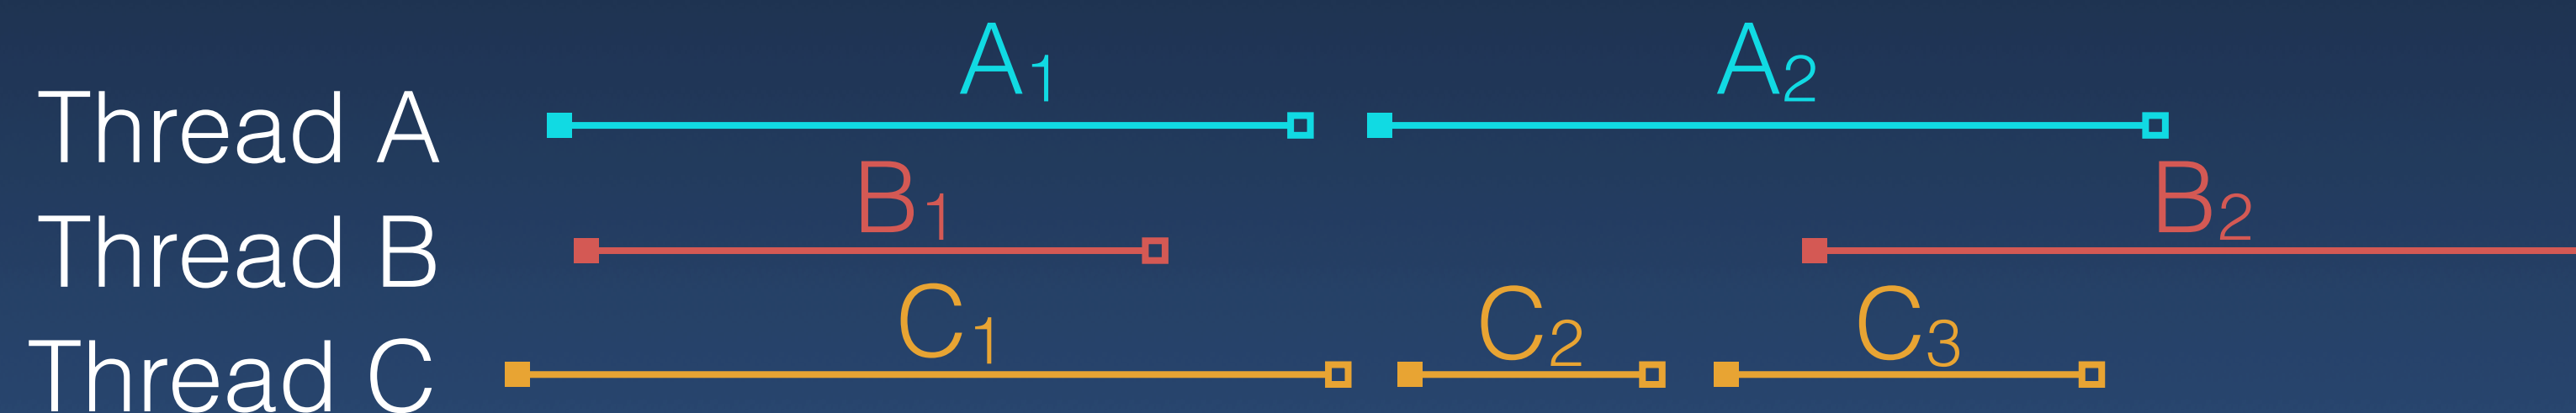 A1 A2
Thread A
B1 B2
Thread B
C1 C2 C3
Thread C